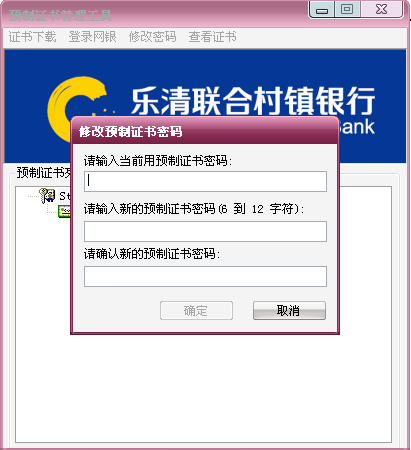 预制证书管理工具
证书下载 登录网银 修改密码 查看证书
乐清联合村镇银行
Bank
修改预制证书密码
预制证书列
请输入当前用预制证书密码:
St
请输入新的预制证书密码(6 到 12 字符):
请确认新的预制证书密码:
确定 取消